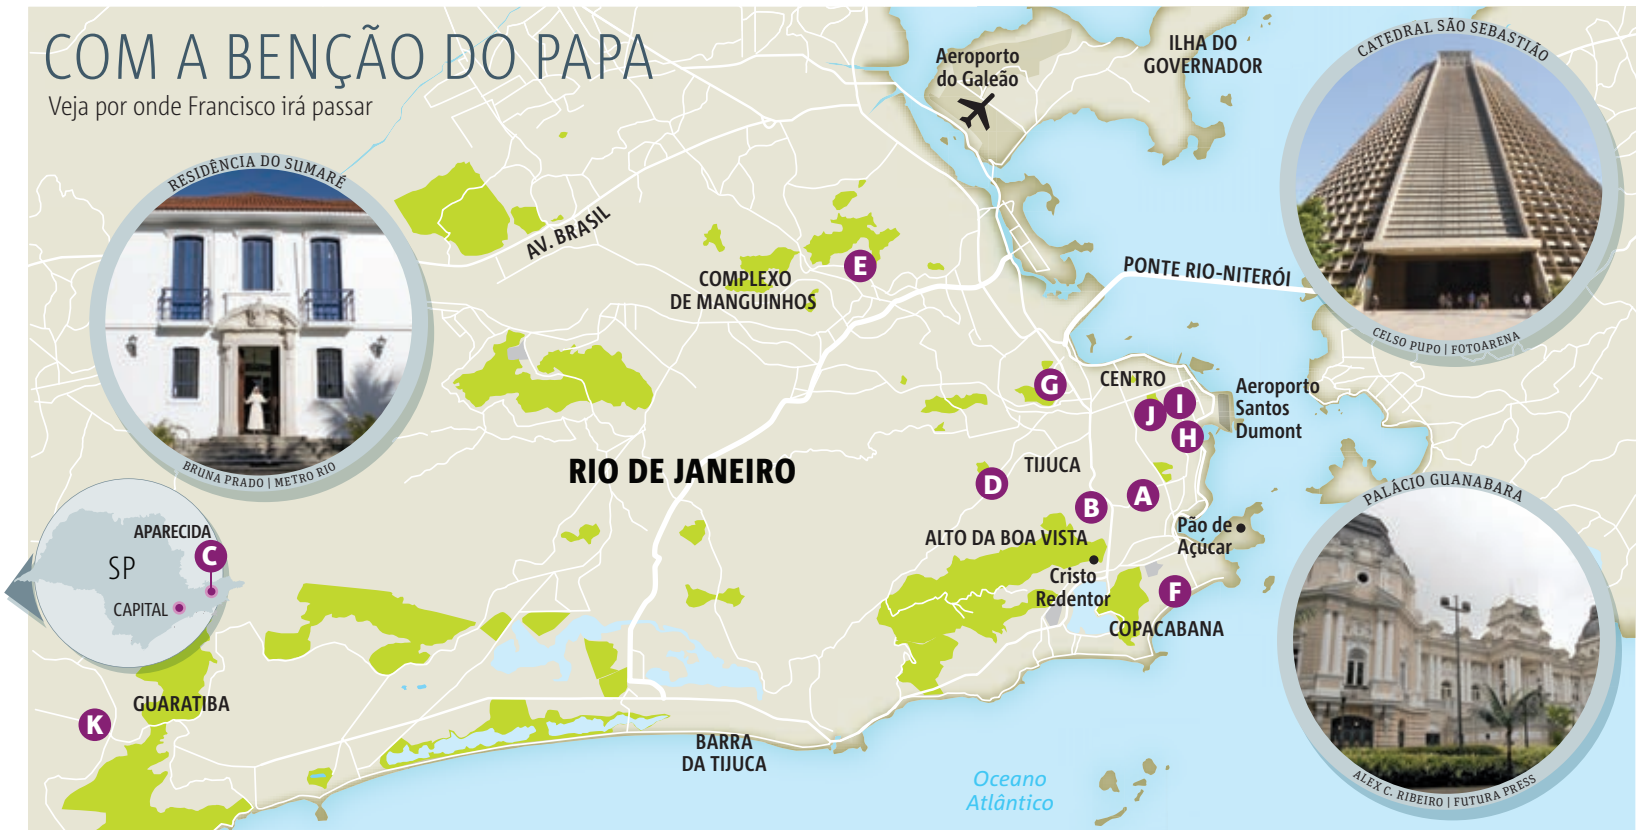 COM A BENÇÃO DO PAPA
Veja por onde Francisco irá passar
RESIDÊNCIA DO SUMARÉ
BRUNA PRADO | METRO RIO
CATEDRAL SÃO SEBASTIÃO
CELSO PUPO | FOTOARENA
PALÁCIO GUANABARA
ALEX C. RIBEIRO | FUTURA PRESS
Aeroporto
do Galeão
ILHA DO
GOVERNADOR
AV. BRASIL
COMPLEXO
DE MANGUINHOS
E
PONTE RIO-NITERÓI
G
CENTRO
I
J
H
Aeroporto
Santos
Dumont
RIO DE JANEIRO
TIJUCA
D
A
B
ALTO DA BOA VISTA
Pão de
Açúcar
Cristo
Redentor
F
COPACABANA
APARECIDA
C
SP
CAPITAL
GUARATIBA
K
BARRA
DA TIJUCA
Oceano
Atlântico